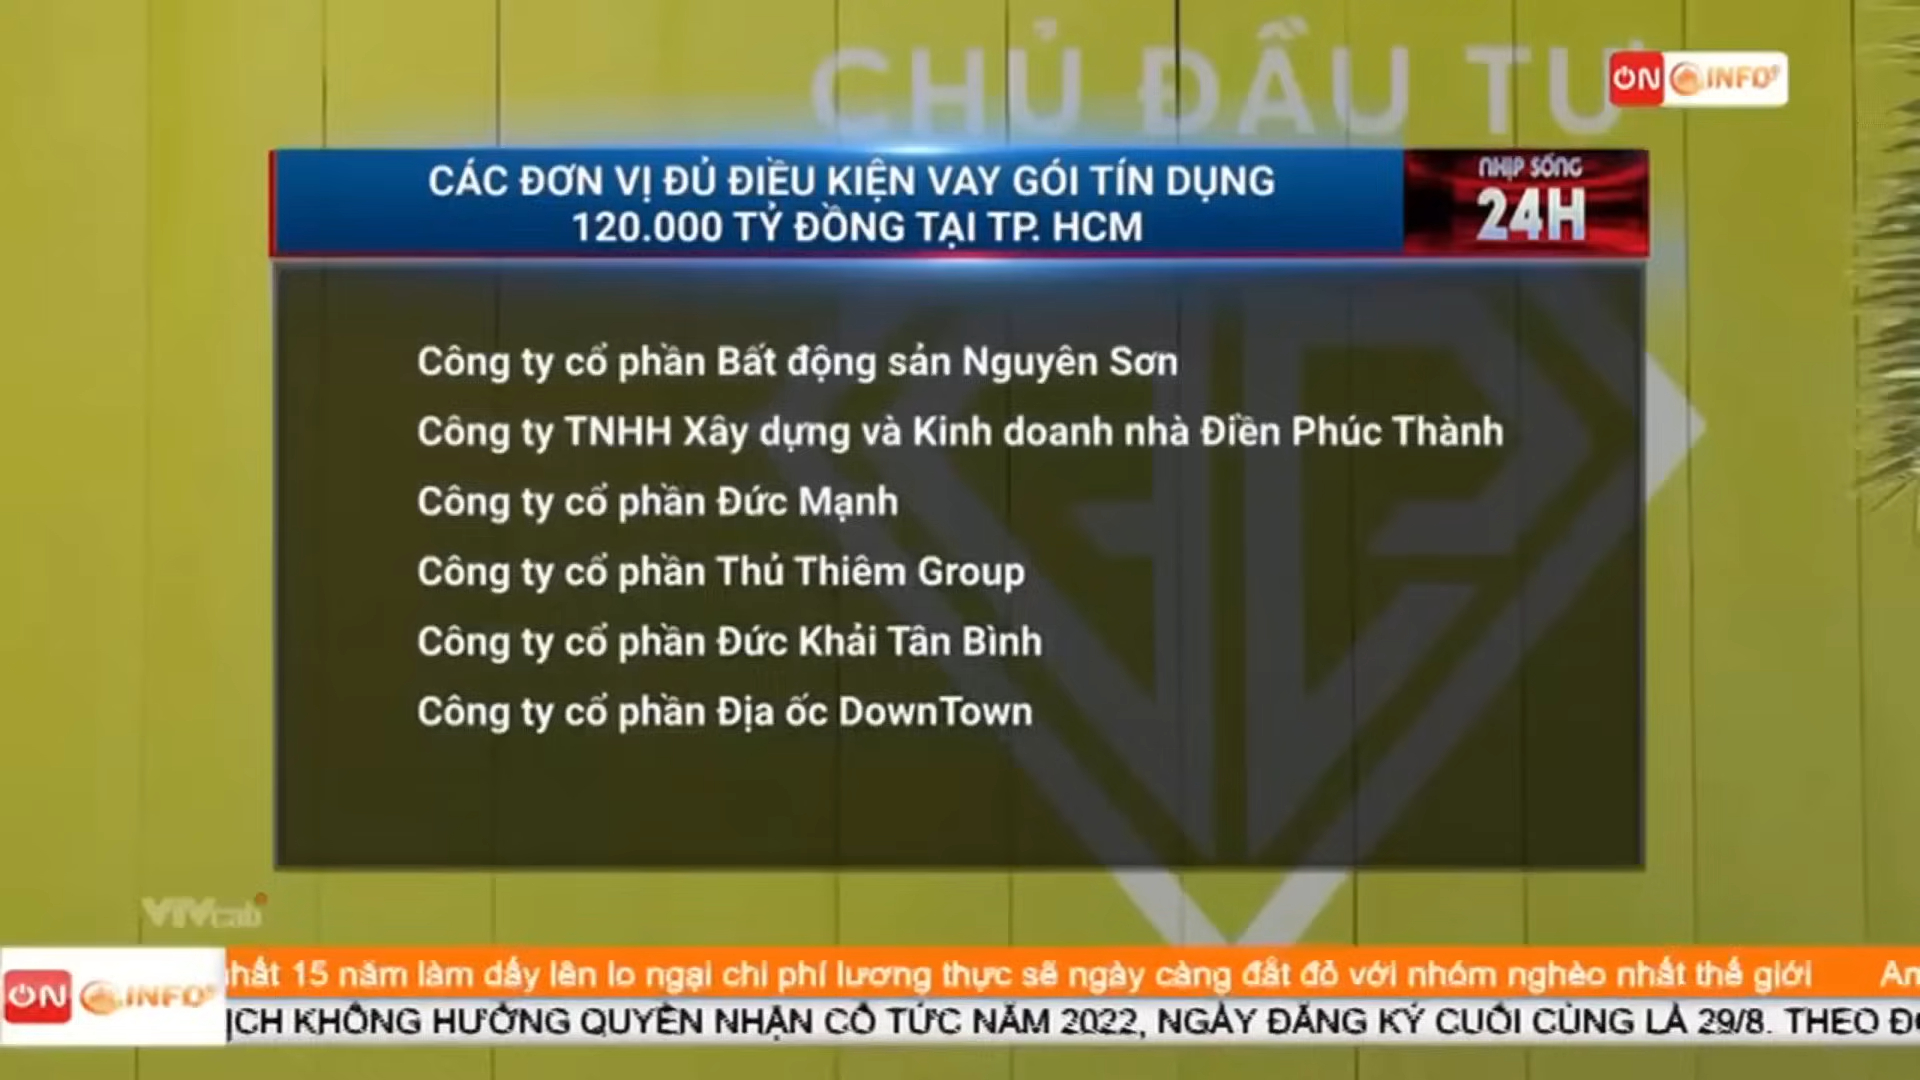 CHỦ ĐẦU TƯ
ON INFO
CÁC ĐƠN VỊ ĐỦ ĐIỀU KIỆN VAY GÓI TÍN DỤNG
120.000 TỶ ĐỒNG TẠI TP. HCM
NHỊP SỐNG
24H
Công ty cổ phần Bất động sản Nguyên Sơn
Công ty TNHH Xây dựng và Kinh doanh nhà Điền Phúc Thành
Công ty cổ phần Đức Mạnh
Công ty cổ phần Thủ Thiêm Group
Công ty cổ phần Đức Khải Tân Bình
Công ty cổ phần Địa ốc DownTown
VTVcab
ON INFO
nhất 15 năm làm dấy lên lo ngại chi phí lương thực sẽ ngày càng đắt đỏ với nhóm nghèo nhất thế giới An
ỊCH KHÔNG HƯỞNG QUYỀN NHẬN CỔ TỨC NĂM 2022, NGÀY ĐĂNG KÝ CUỐI CÙNG LÀ 29/8. THEO